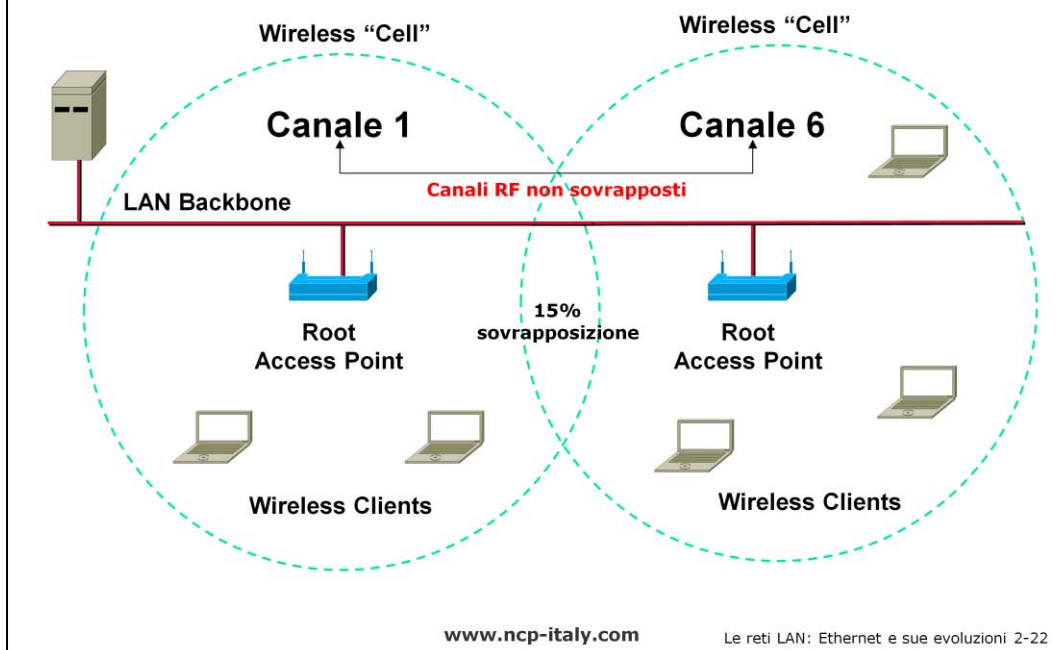 Wireless “Cell”
Wireless “Cell”
Canale 1
Canale 6
Canali RF non sovrapposti
LAN Backbone
15%
sovrapposizione
Root
Access Point
Root
Access Point
Wireless Clients
Wireless Clients
www.ncp-italy.com
Le reti LAN: Ethernet e sue evoluzioni 2-22